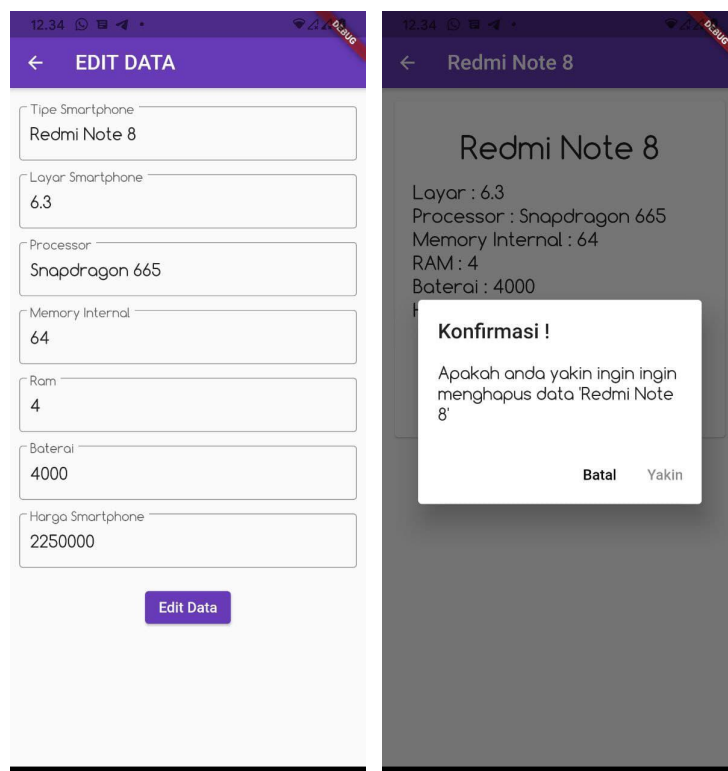 12.34
DEBUG
EDIT DATA
Tipe Smartphone
Redmi Note 8
Layar Smartphone
6.3
Processor
Snapdragon 665
Memory Internal
64
Ram
4
Baterai
4000
Harga Smartphone
2250000
Edit Data
12.34
DEBUG
Redmi Note 8
Redmi Note 8
Layar : 6.3
Processor : Snapdragon 665
Memory Internal : 64
RAM : 4
Baterai : 4000
Konfirmasi !
Apakah anda yakin ingin ingin
menghapus data 'Redmi Note
8'
Batal Yakin